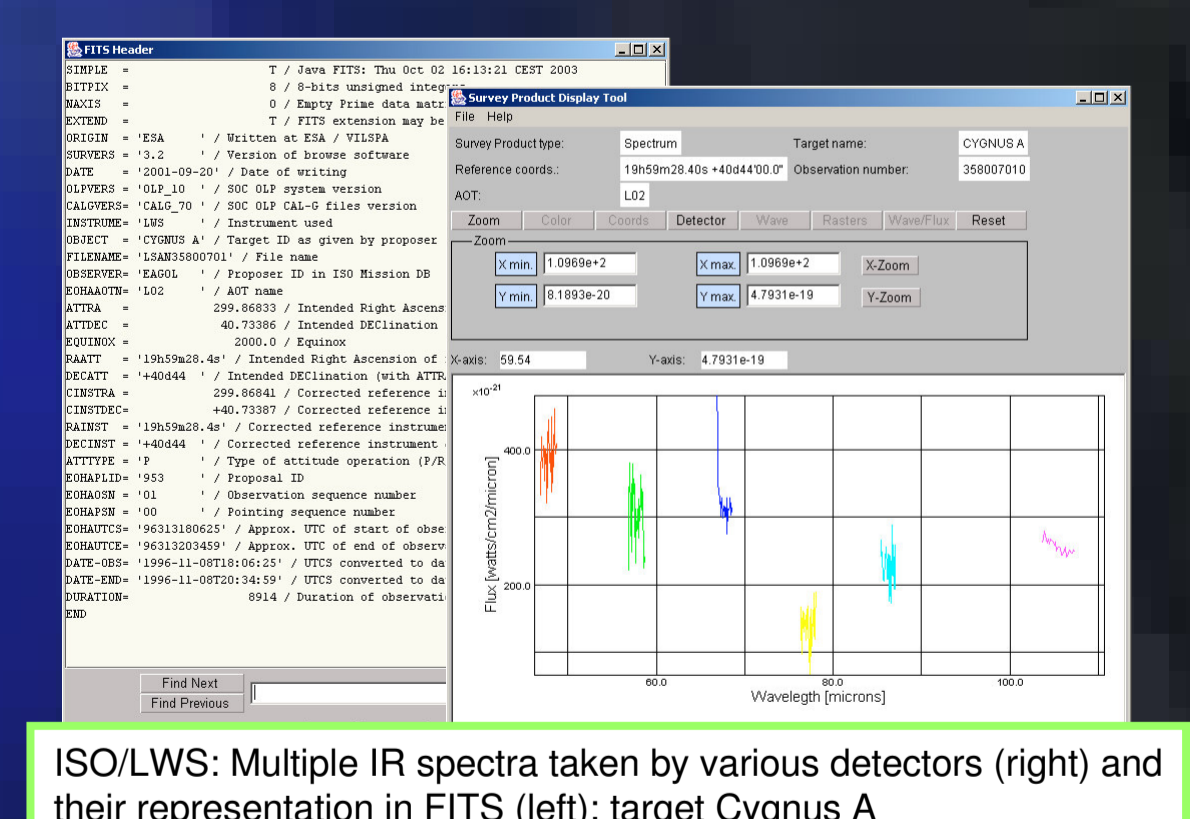 FITS Header
SIMPLE = T / Java FITS: Thu Oct 02 16:13:21 CEST 2003
BITPIX = 8 / 8-bits unsigned integ
NAXIS = 0 / Empty Prime data matr
EXTEND = T / FITS extension may be
ORIGIN = 'ESA ' / Written at ESA / VILSPA
SURVERS = '3.2 ' / Version of browse software
DATE = '2001-09-20' / Date of writing
OLPVERS = 'OLP_10 ' / SOC OLP system version
CALGVERS= 'CALG_70 ' / SOC OLP CAL-G files version
INSTRUME= 'LWS ' / Instrument used
OBJECT = 'CYGNUS A' / Target ID as given by proposer
FILENAME= 'LSAN35800701' / File name
OBSERVER= 'EAGOL ' / Proposer ID in ISO Mission DB
EOHAAOTN= 'L02 ' / AOT name
ATTRA = 299.86833 / Intended Right Ascens
ATTDEC = 40.73386 / Intended DEClination
EQUINOX = 2000.0 / Equinox
RAATT = '19h59m28.4s' / Intended Right Ascension of
DECATT = '+40d44 ' / Intended DEClination (with ATTR
CINSTRA = 299.86841 / Corrected reference i
CINSTDEC= +40.73387 / Corrected reference i
RAINST = '19h59m28.4s' / Corrected reference instrume
DECINST = '+40d44 ' / Corrected reference instrument
ATTTYPE = 'P ' / Type of attitude operation (P/R
EOHAPLID= '953 ' / Proposal ID
EOHAOSN = '01 ' / Observation sequence number
EOHAPSN = '00 ' / Pointing sequence number
EOHAUTCS= '96313180625' / Approx. UTC of start of obse
EOHAUTCE= '96313203459' / Approx. UTC of end of observ
DATE-OBS= '1996-11-08T18:06:25' / UTCS converted to da
DATE-END= '1996-11-08T20:34:59' / UTCS converted to da
DURATION= 8914 / Duration of observati
END
Find Next
Find Previous
Survey Product Display Tool
File Help
Survey Product type: Spectrum Target name: CYGNUS A
Reference coords.: 19h59m28.40s +40d44'00.0" Observation number: 358007010
AOT: L02
Zoom Color Coords Detector Wave Rasters Wave/Flux Reset
Zoom
X min. 1.0969e+2 X max. 1.0969e+2 X-Zoom
Y min. 8.1893e-20 Y max. 4.7931e-19 Y-Zoom
X-axis: 59.54 Y-axis: 4.7931e-19
×10-21
400.0
200.0
Flux [watts/cm2/micron]
60.0 80.0 100.0
Wavelegth [microns]
ISO/LWS: Multiple IR spectra taken by various detectors (right) and
their representation in FITS (left); target Cygnus A